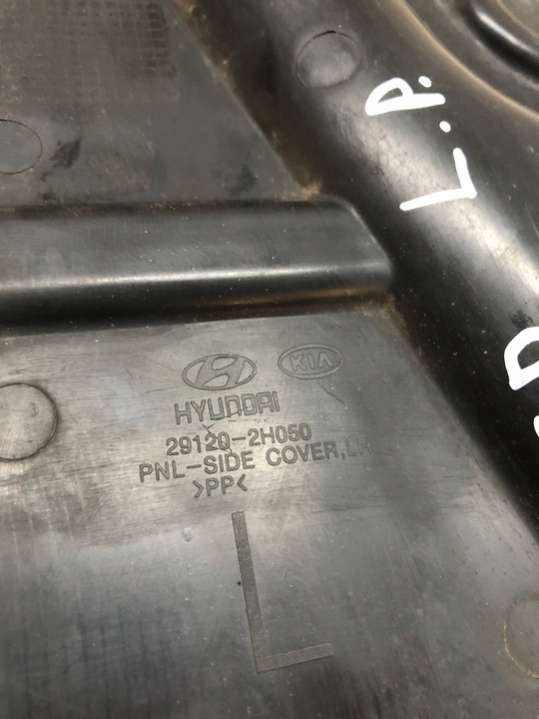 L.P.
KIA
HYUNDAI
29120-2H050
PNL-SIDE COVER,LH
>PP<
L